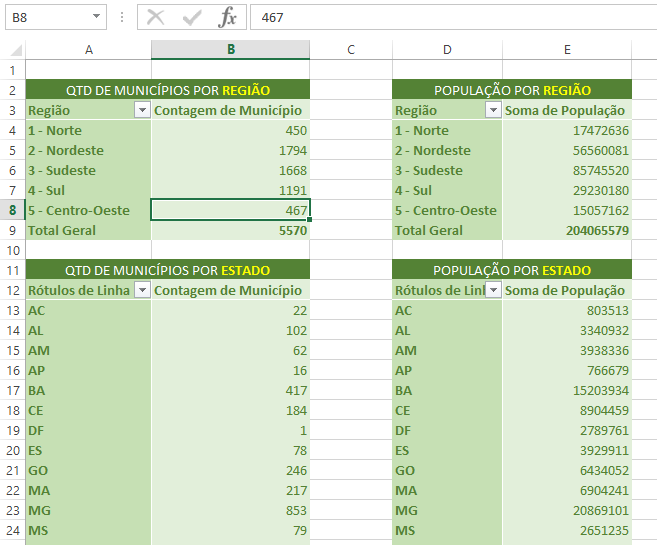 B8 fx 467
A B C D E
1
2 QTD DE MUNICÍPIOS POR REGIÃO POPULAÇÃO POR REGIÃO
3 Região Contagem de Município Região Soma de População
4 1 - Norte 450 1 - Norte 17472636
5 2 - Nordeste 1794 2 - Nordeste 56560081
6 3 - Sudeste 1668 3 - Sudeste 85745520
7 4 - Sul 1191 4 - Sul 29230180
8 5 - Centro-Oeste 467 5 - Centro-Oeste 15057162
9 Total Geral 5570 Total Geral 204065579
10
11 QTD DE MUNICÍPIOS POR ESTADO POPULAÇÃO POR ESTADO
12 Rótulos de Linha Contagem de Município Rótulos de Linl Soma de População
13 AC 22 AC 803513
14 AL 102 AL 3340932
15 AM 62 AM 3938336
16 AP 16 AP 766679
17 BA 417 BA 15203934
18 CE 184 CE 8904459
19 DF 1 DF 2789761
20 ES 78 ES 3929911
21 GO 246 GO 6434052
22 MA 217 MA 6904241
23 MG 853 MG 20869101
24 MS 79 MS 2651235